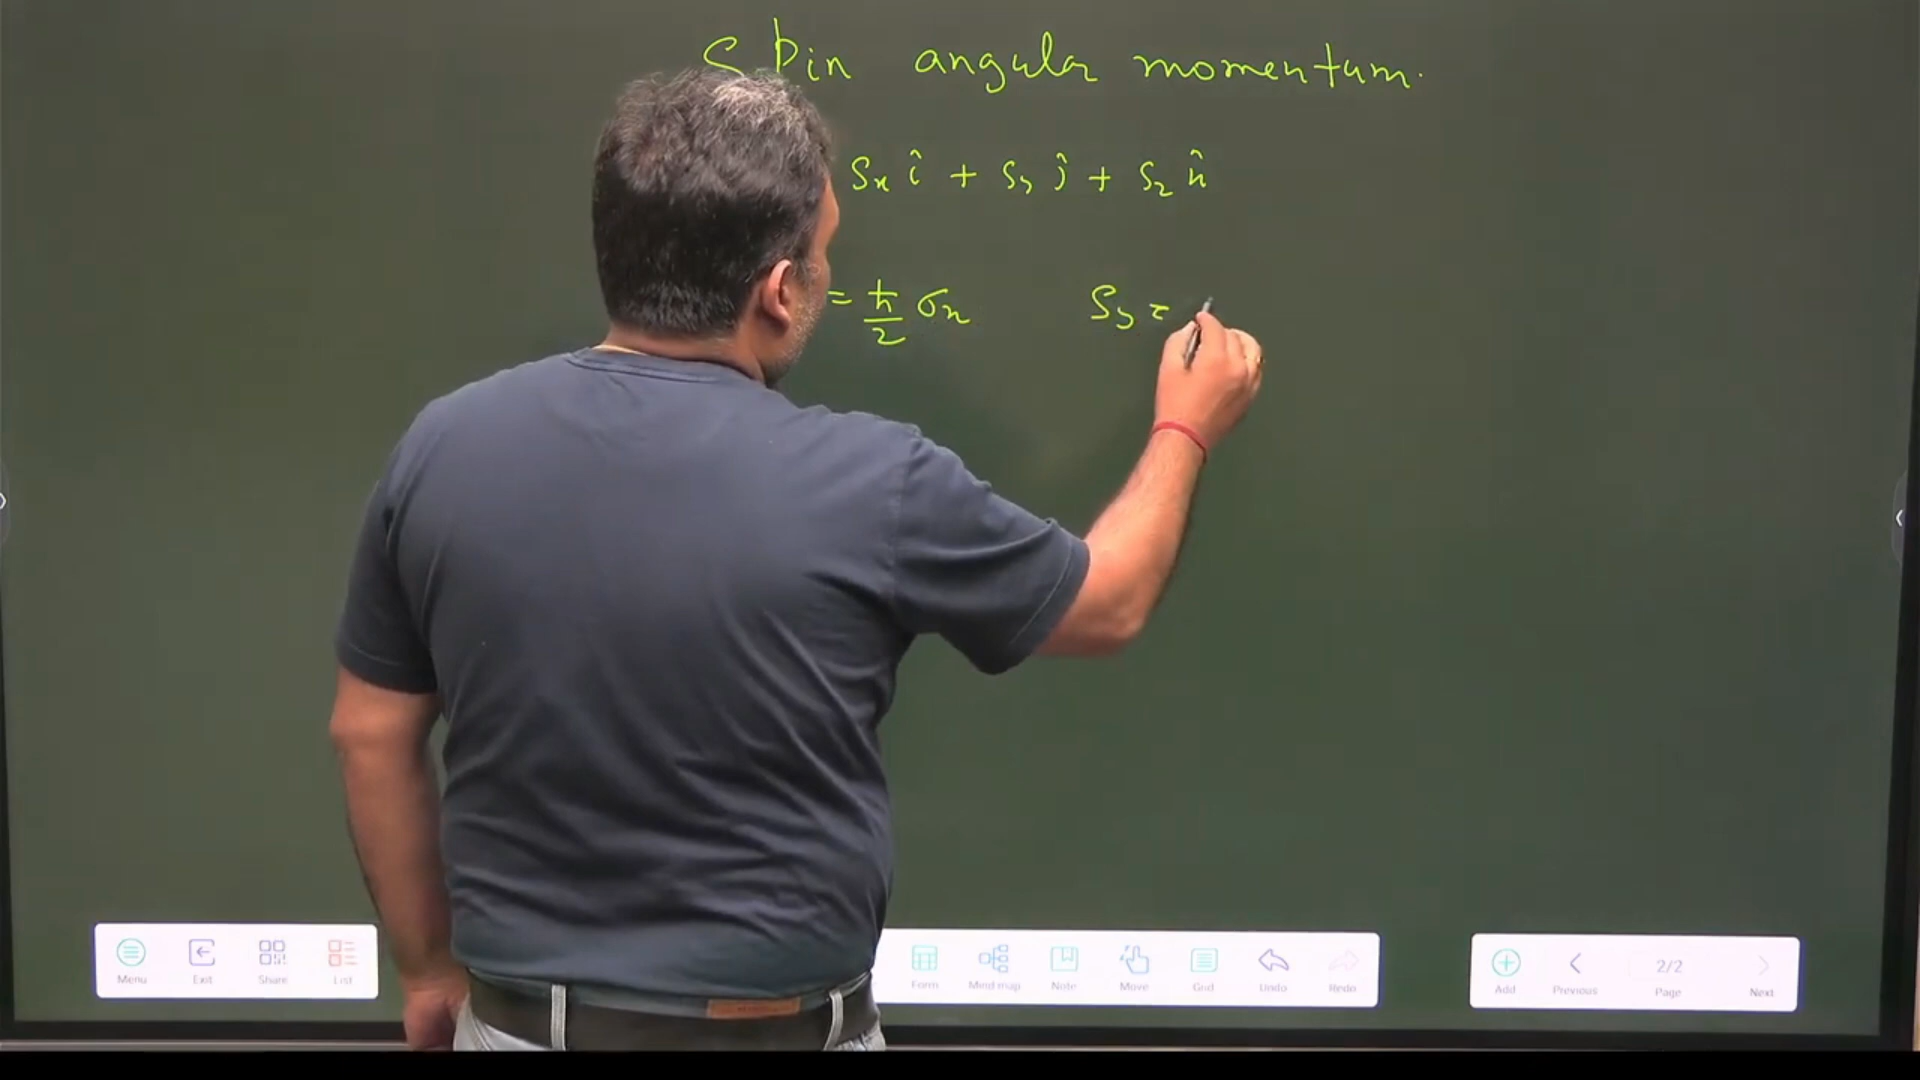 Spin angular momentum.
Sx î + Sy ĵ + Sz k̂
= ħ/2 σx Sy =
Menu Exit Share List Form Mind map Note Move Grid Undo Redo Add Previous 2/2 Page Next